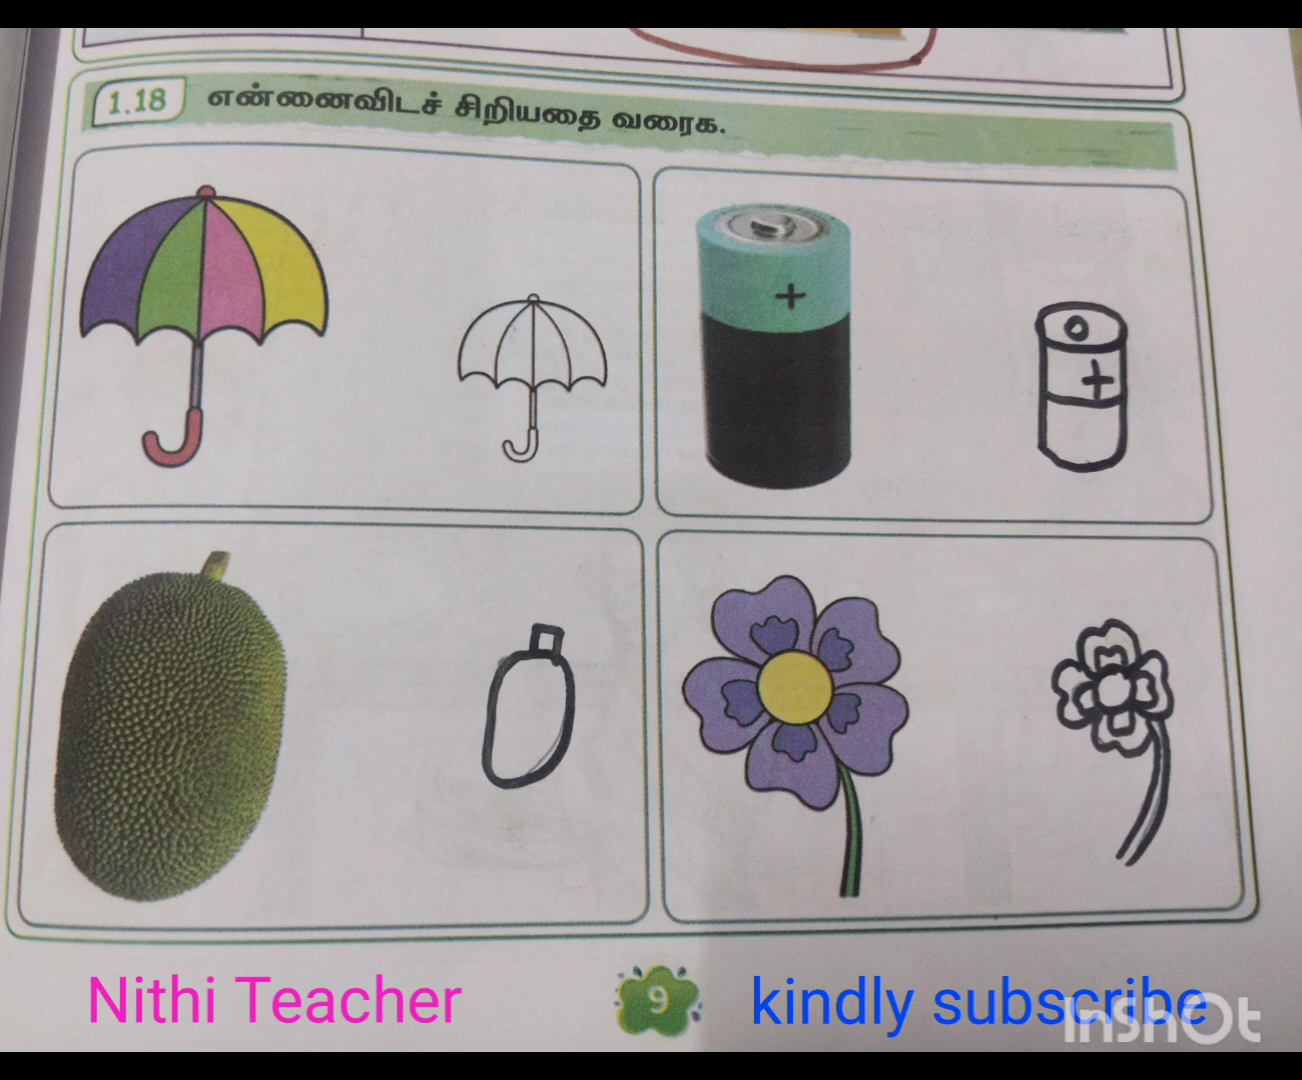 1.18 என்னைவிடச் சிறியதை வரைக.
+
+
Nithi Teacher
9
kindly subscribe
InShOt